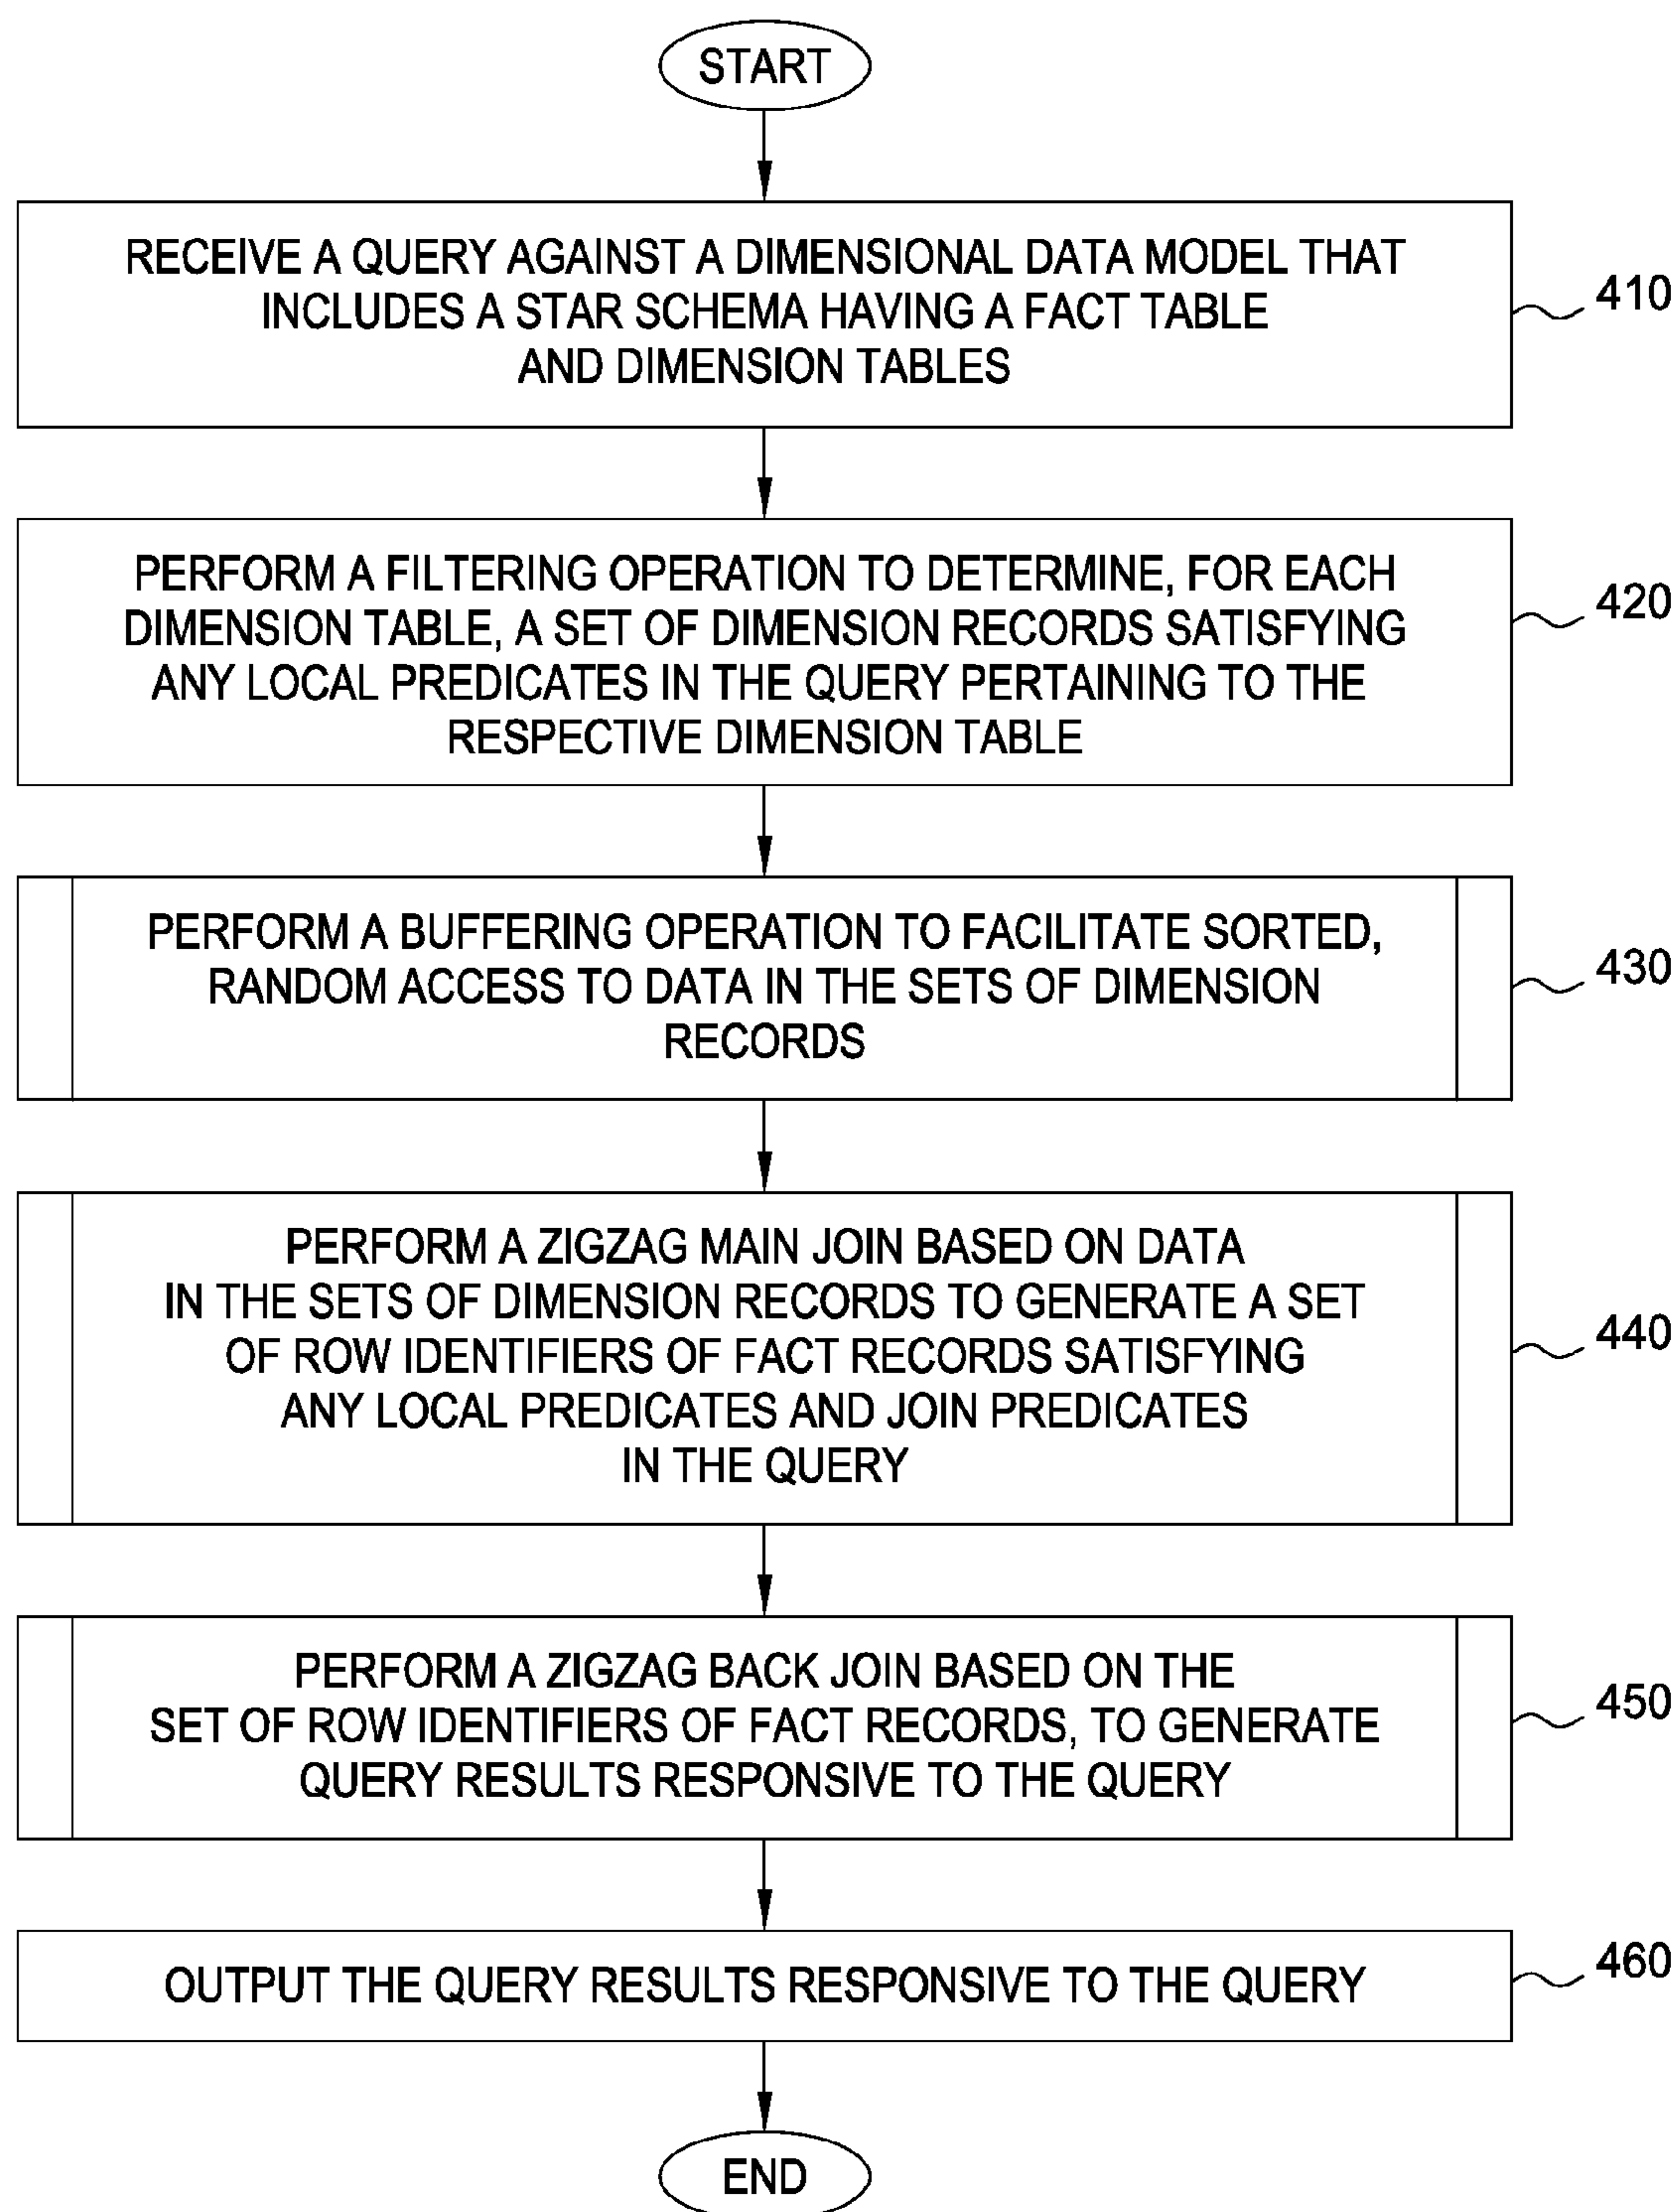 START
RECEIVE A QUERY AGAINST A DIMENSIONAL DATA MODEL THAT
INCLUDES A STAR SCHEMA HAVING A FACT TABLE
AND DIMENSION TABLES
410
PERFORM A FILTERING OPERATION TO DETERMINE, FOR EACH
DIMENSION TABLE, A SET OF DIMENSION RECORDS SATISFYING
ANY LOCAL PREDICATES IN THE QUERY PERTAINING TO THE
RESPECTIVE DIMENSION TABLE
420
PERFORM A BUFFERING OPERATION TO FACILITATE SORTED,
RANDOM ACCESS TO DATA IN THE SETS OF DIMENSION
RECORDS
430
PERFORM A ZIGZAG MAIN JOIN BASED ON DATA
IN THE SETS OF DIMENSION RECORDS TO GENERATE A SET
OF ROW IDENTIFIERS OF FACT RECORDS SATISFYING
ANY LOCAL PREDICATES AND JOIN PREDICATES
IN THE QUERY
440
PERFORM A ZIGZAG BACK JOIN BASED ON THE
SET OF ROW IDENTIFIERS OF FACT RECORDS, TO GENERATE
QUERY RESULTS RESPONSIVE TO THE QUERY
450
OUTPUT THE QUERY RESULTS RESPONSIVE TO THE QUERY
460
END